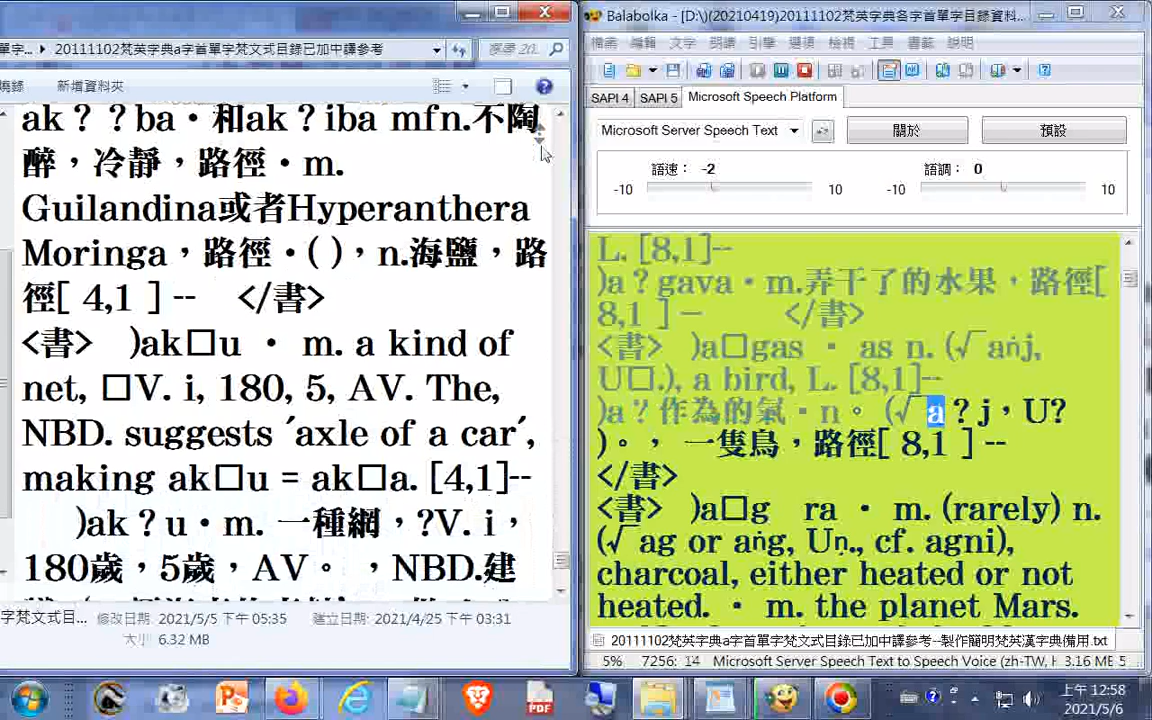 單字... ▸ 20111102梵英字典a字首單字梵文式目錄已加中譯參考
搜尋 20...
燒錄 新增資料夾
ak？？ba・和ak？iba mfn.不陶
醉，冷靜，路徑・m.
Guilandina或者Hyperanthera
Moringa，路徑・( )，n.海鹽，路
徑[ 4,1 ] -- </書>
<書> )ak□u ・ m. a kind of
net, □V. i, 180, 5, AV. The,
NBD. suggests 'axle of a car',
making ak□u = ak□a. [4,1]--
)ak？u・m. 一種網，?V. i，
180歲，5歲，AV。，NBD.建
字梵文式目... 修改日期: 2021/5/5 下午 05:35 建立日期: 2021/4/25 下午 03:31
大小: 6.32 MB
Balabolka - [D:\)(20210419)20111102梵英字典各字首單字目錄資料...
檔案 編輯 文字 朗讀 引擎 選項 檢視 工具 書籤 說明
SAPI 4 SAPI 5 Microsoft Speech Platform
Microsoft Server Speech Text 關於 預設
語速: -2 語調: 0
-10 10 -10 10
L. [8,1]--
)a？gava・m.弄干了的水果，路徑[
8,1 ] -- </書>
<書> )a□gas ・ as n. (√aṅj,
U□.), a bird, L. [8,1]--
)a？作為的氣・n。(√a？j，U?
)。， 一隻鳥，路徑[ 8,1 ] --
</書>
<書> )a□g ra ・ m. (rarely) n.
(√ag or aṅg, Uṇ., cf. agni),
charcoal, either heated or not
heated. ・ m. the planet Mars.
20111102梵英字典a字首單字梵文式目錄已加中譯參考--製作簡明梵英漢字典備用.txt
5% 7256: 14 Microsoft Server Speech Text to Speech Voice (zh-TW, H 3.16 MB 5
PDF
上午 12:58
2021/5/6